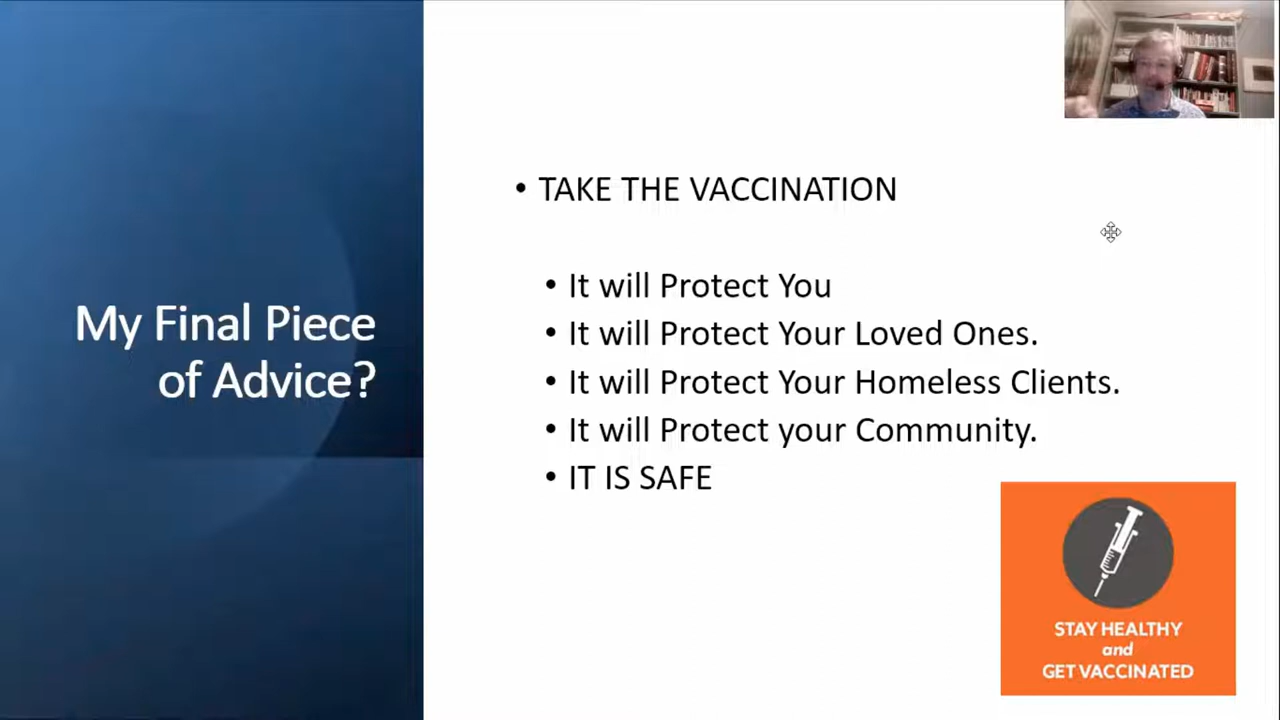 My Final Piece
of Advice?
• TAKE THE VACCINATION
• It will Protect You
• It will Protect Your Loved Ones.
• It will Protect Your Homeless Clients.
• It will Protect your Community.
• IT IS SAFE
STAY HEALTHY
and
GET VACCINATED